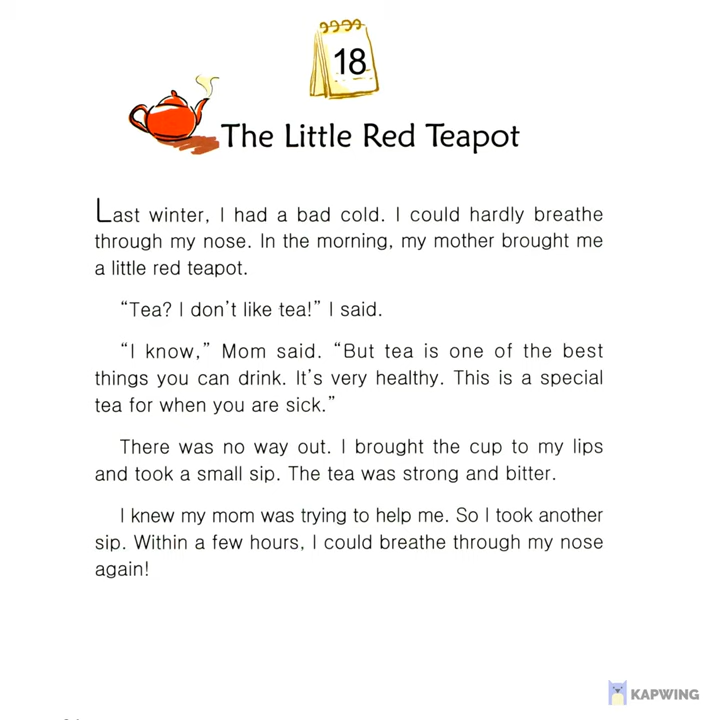 18
The Little Red Teapot
Last winter, I had a bad cold. I could hardly breathe
through my nose. In the morning, my mother brought me
a little red teapot.
“Tea? I don’t like tea!” I said.
“I know,” Mom said. “But tea is one of the best
things you can drink. It’s very healthy. This is a special
tea for when you are sick.”
There was no way out. I brought the cup to my lips
and took a small sip. The tea was strong and bitter.
I knew my mom was trying to help me. So I took another
sip. Within a few hours, I could breathe through my nose
again!
KAPWING